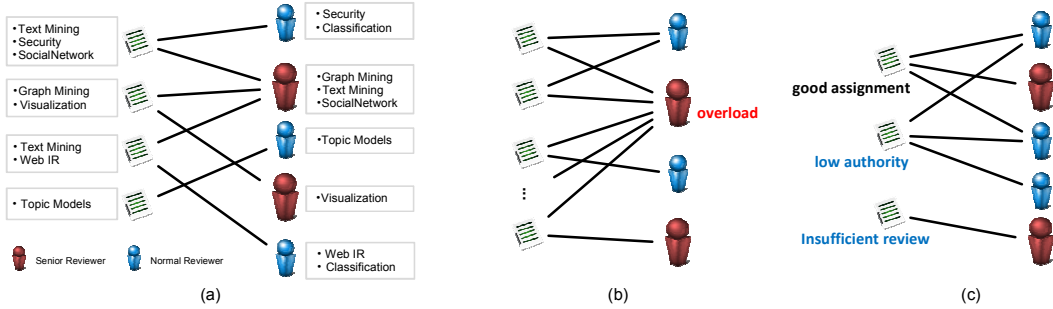 •Text Mining
•Security
•SocialNetwork
•Graph Mining
•Visualization
• Text Mining
• Web IR
• Topic Models
•Security
•Classification
•Graph Mining
•Text Mining
•SocialNetwork
•Topic Models
•Visualization
• Web IR
• Classification
Senior Reviewer
Normal Reviewer
(a)
overload
...
(b)
good assignment
low authority
Insufficient review
(c)